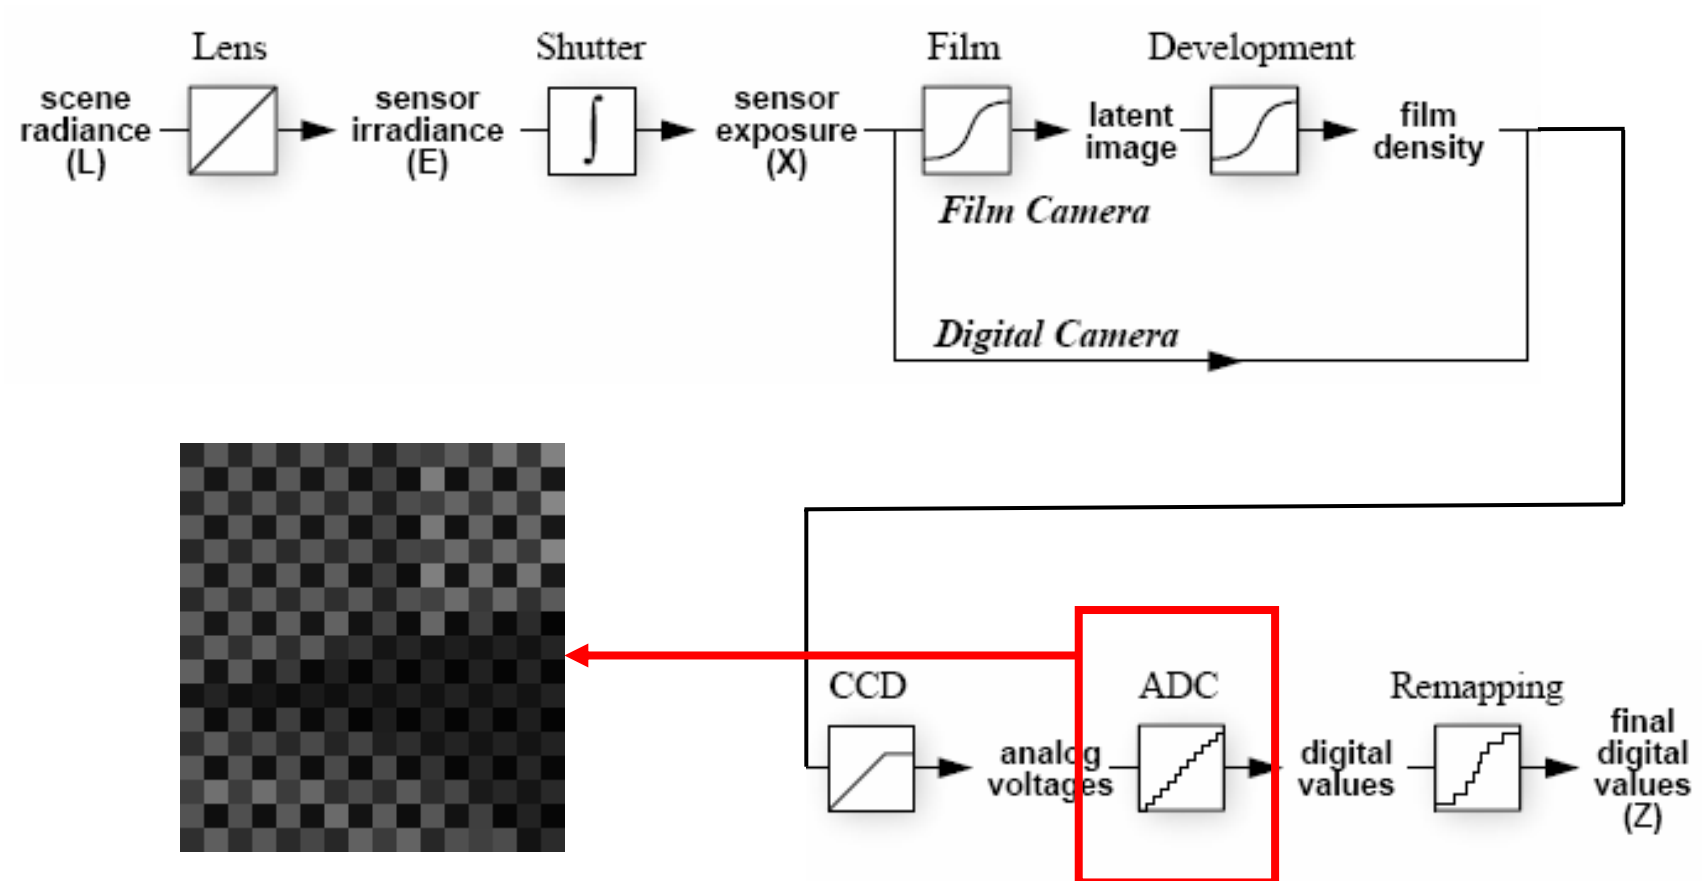 Lens
Shutter
Film
Development
scene
radiance
(L)
sensor
irradiance
(E)
sensor
exposure
(X)
latent
image
film
density
Film Camera
Digital Camera
CCD
ADC
Remapping
analog
voltages
digital
values
final
digital
values
(Z)